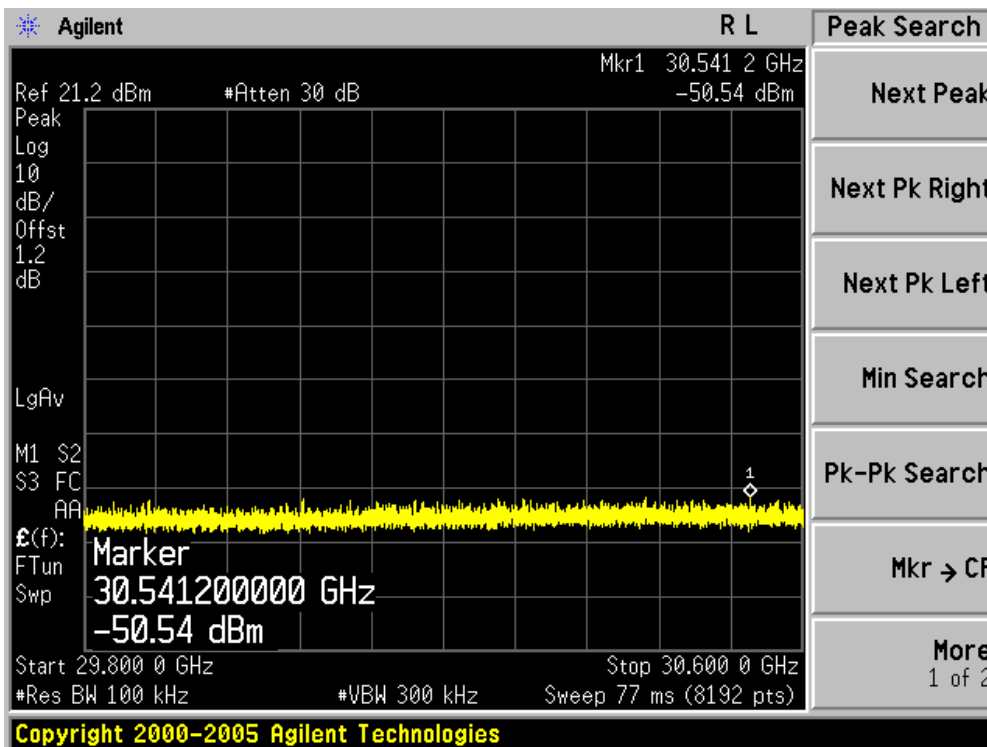 Agilent R L
Mkr1 30.541 2 GHz
Ref 21.2 dBm #Atten 30 dB -50.54 dBm
Peak
Log
10
dB/
Offst
1.2
dB
LgAv
M1 S2
S3 FC
AA
£(f):
FTun
Swp
1
Marker
30.541200000 GHz
-50.54 dBm
Start 29.800 0 GHz Stop 30.600 0 GHz
#Res BW 100 kHz #VBW 300 kHz Sweep 77 ms (8192 pts)
Copyright 2000-2005 Agilent Technologies
Peak Search
Next Peak
Next Pk Right
Next Pk Left
Min Search
Pk-Pk Search
Mkr → CF
More
1 of 2